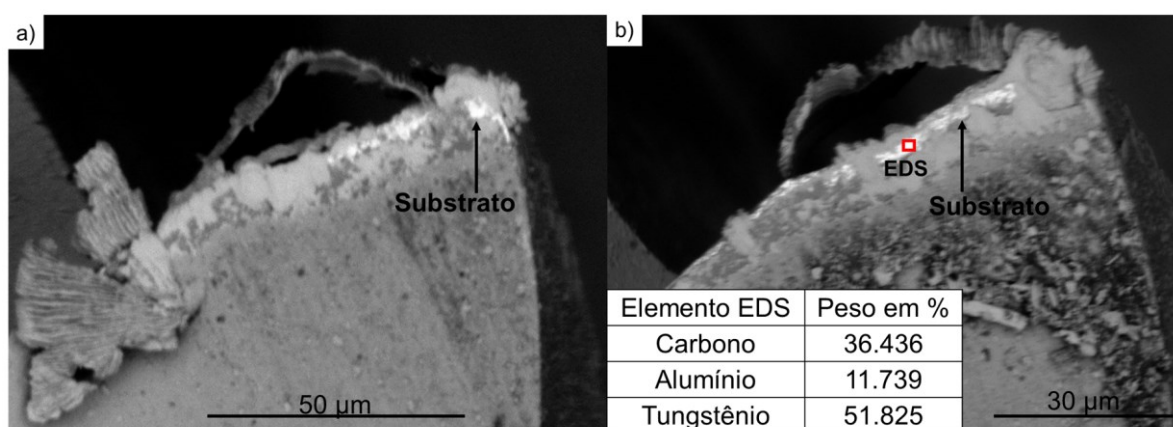 a)
Substrato
50 µm
b)
EDS
Substrato
Elemento EDS Peso em %
Carbono 36.436
Alumínio 11.739
Tungstênio 51.825
30 µm